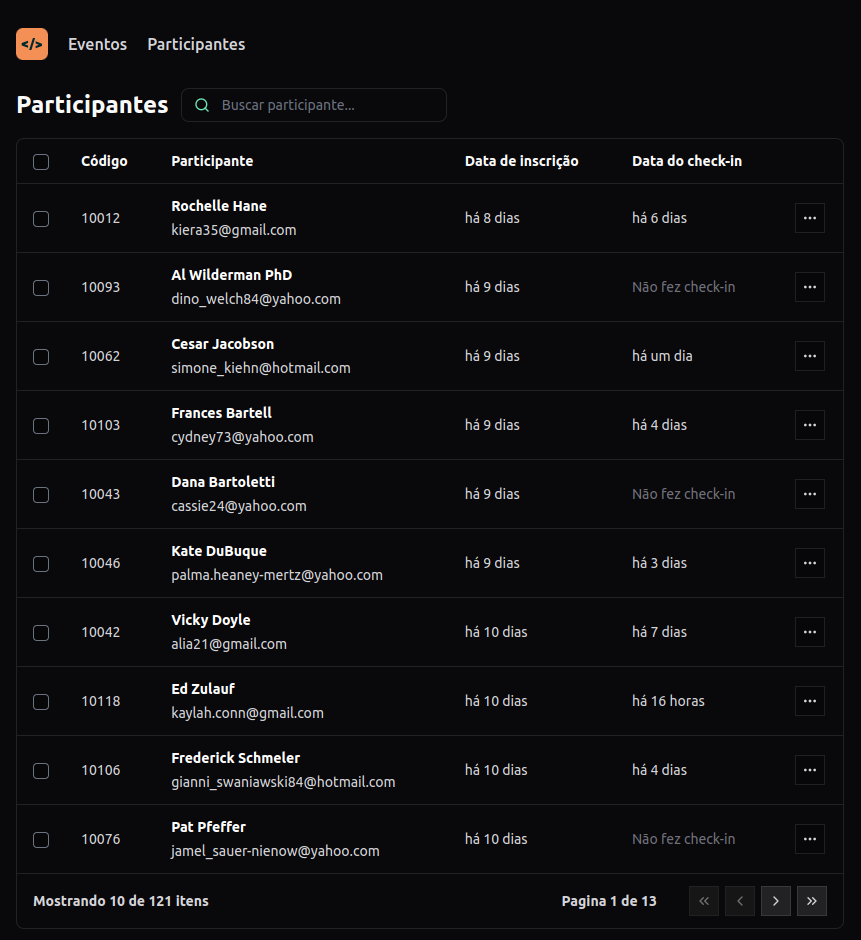 </>
Eventos Participantes
Participantes Buscar participante...
Código Participante Data de inscrição Data do check-in
Rochelle Hane
10012 há 8 dias há 6 dias
kiera35@gmail.com
Al Wilderman PhD
10093 há 9 dias Não fez check-in
dino_welch84@yahoo.com
Cesar Jacobson
10062 há 9 dias há um dia
simone_kiehn@hotmail.com
Frances Bartell
10103 há 9 dias há 4 dias
cydney73@yahoo.com
Dana Bartoletti
10043 há 9 dias Não fez check-in
cassie24@yahoo.com
Kate DuBuque
10046 há 9 dias há 3 dias
palma.heaney-mertz@yahoo.com
Vicky Doyle
10042 há 10 dias há 7 dias
alia21@gmail.com
Ed Zulauf
10118 há 10 dias há 16 horas
kaylah.conn@gmail.com
Frederick Schmeler
10106 há 10 dias há 4 dias
gianni_swaniawski84@hotmail.com
Pat Pfeffer
10076 há 10 dias Não fez check-in
jamel_sauer-nienow@yahoo.com
Mostrando 10 de 121 itens Pagina 1 de 13